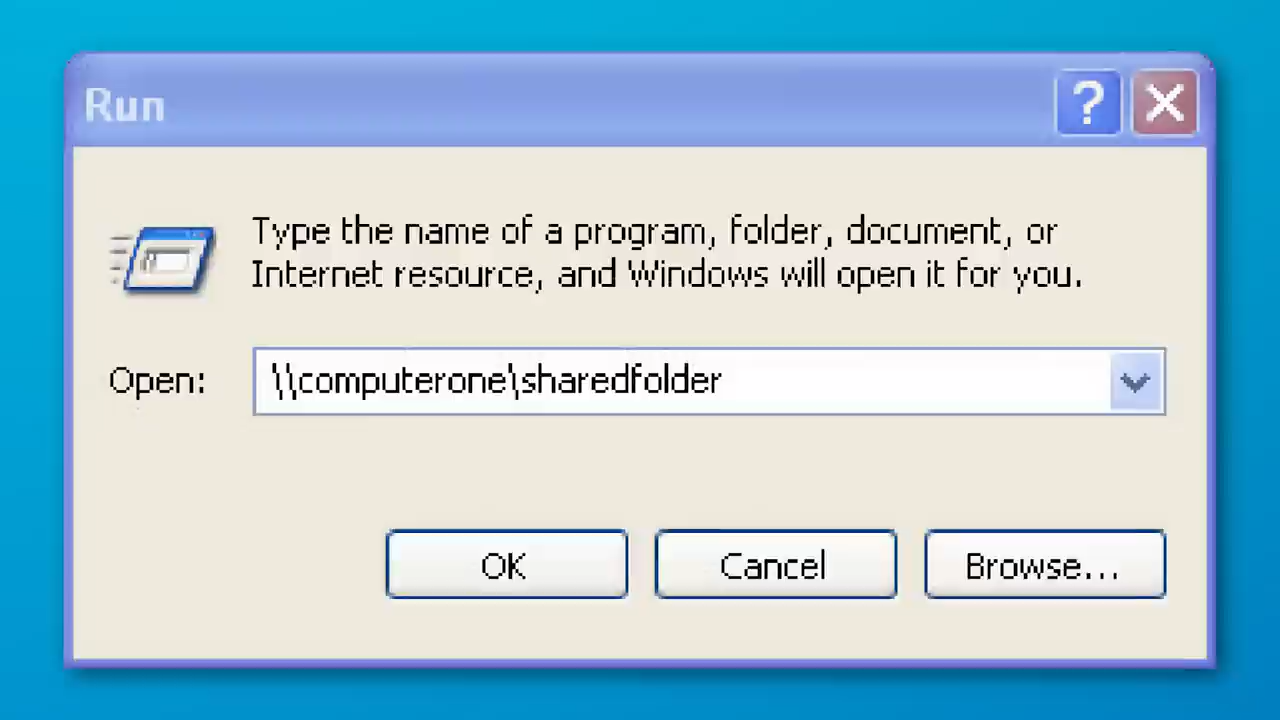 Run
?
Type the name of a program, folder, document, or
Internet resource, and Windows will open it for you.
Open: \\computerone\sharedfolder
OK Cancel Browse...